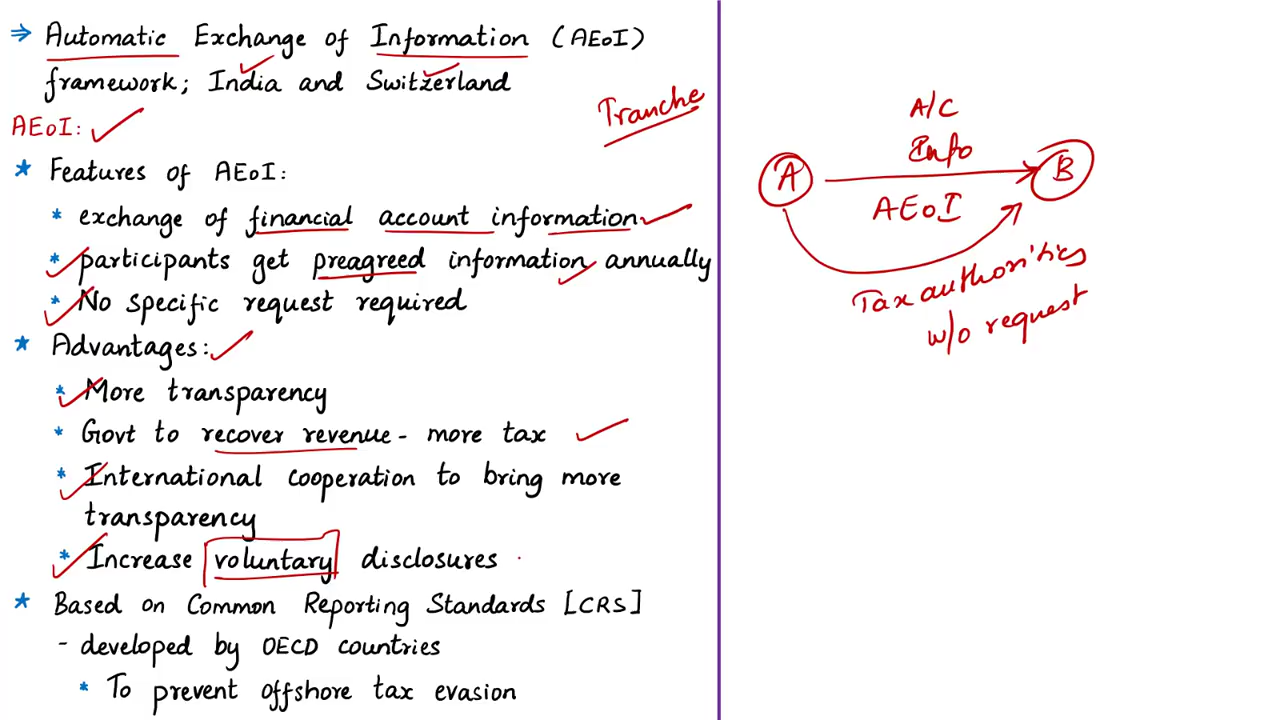 ⇒ Automatic Exchange of Information (AEoI)
framework; India and Switzerland
Tranche
AEoI:
* Features of AEoI:
* exchange of financial account information
* participants get preagreed information annually
* No specific request required
* Advantages:
* More transparency
* Govt to recover revenue - more tax
* International cooperation to bring more
transparency
* Increase voluntary disclosures
* Based on Common Reporting Standards [CRS]
- developed by OECD countries
* To prevent offshore tax evasion
A/C
Info
A
B
AEoI
Tax authorities
w/o request